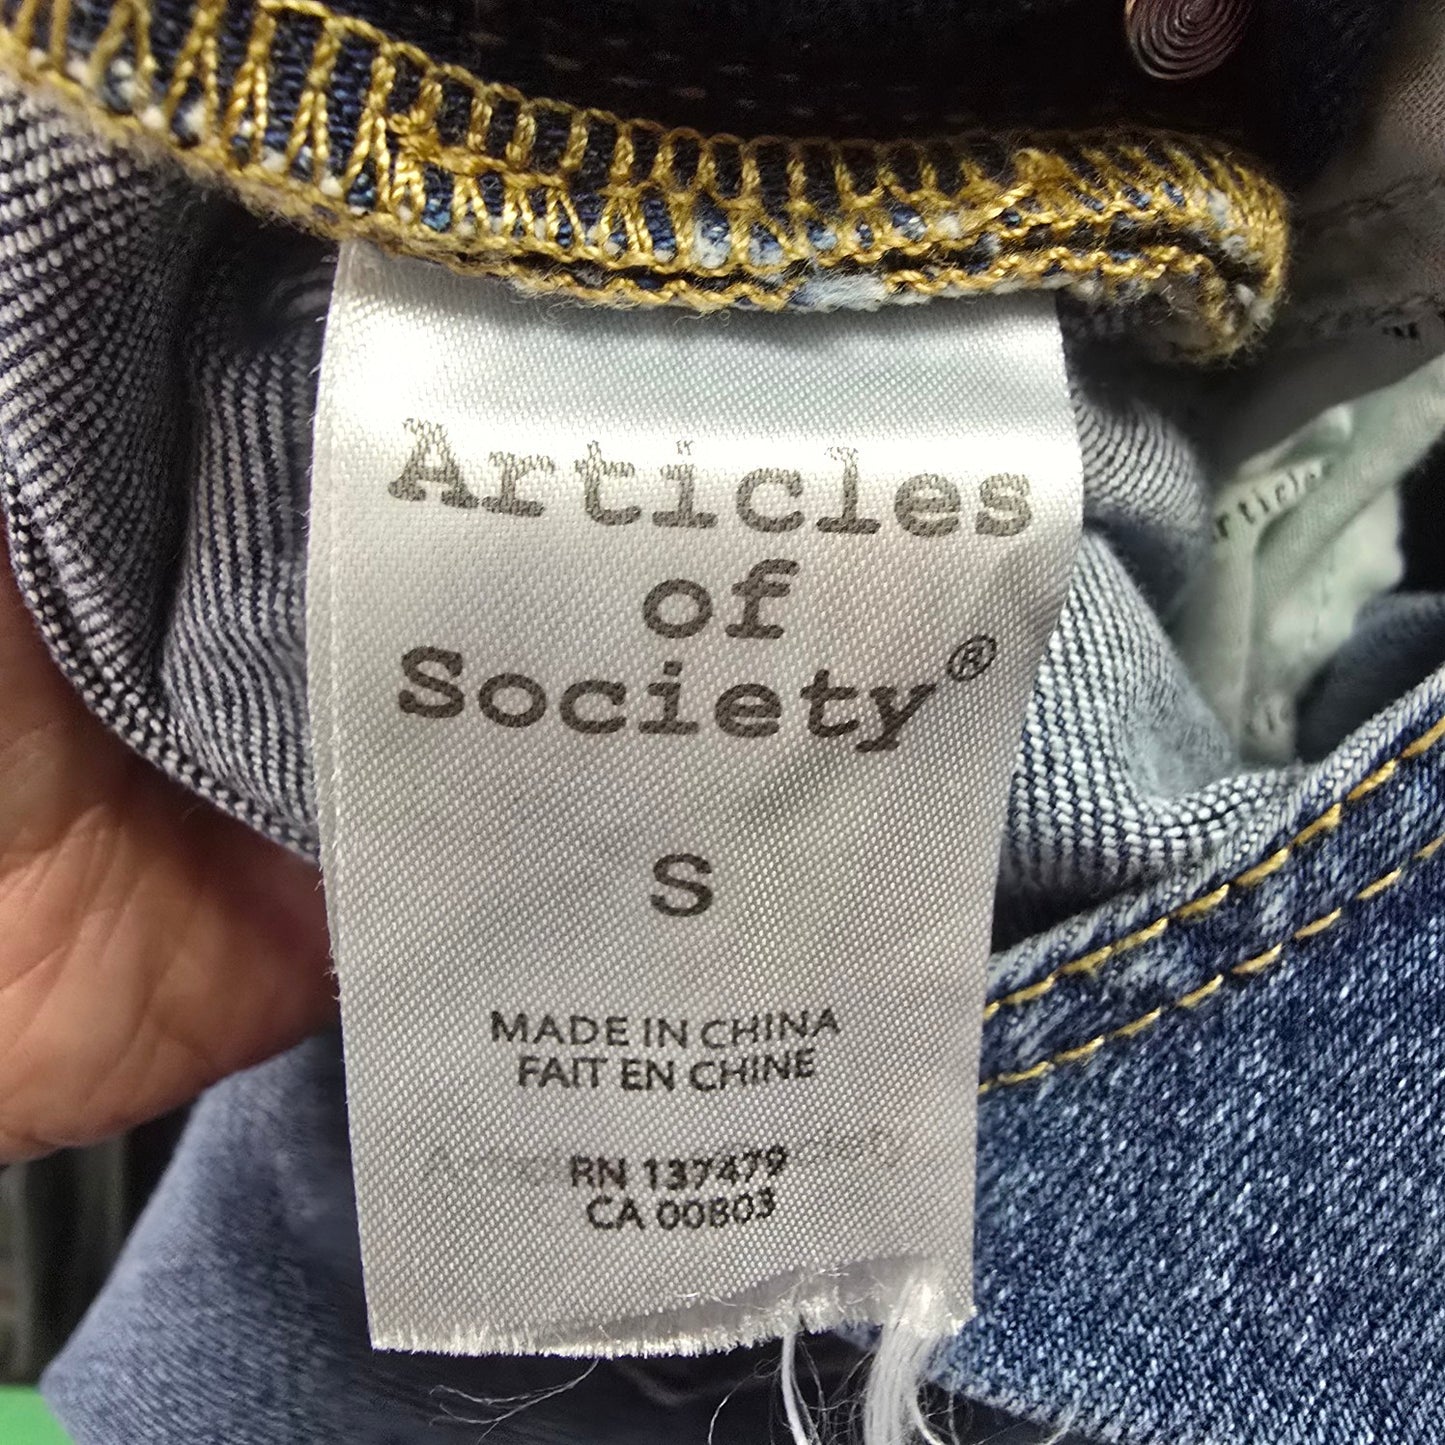 Articles
of
Society®
S
MADE IN CHINA
FAIT EN CHINE
RN 137479
CA 00803